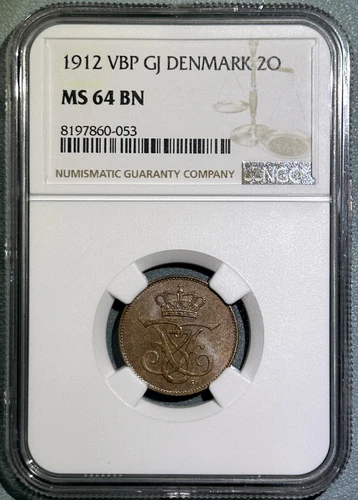 1912 VBP GJ DENMARK 2O
MS 64 BN
8197860-053
NUMISMATIC GUARANTY COMPANY
NGC